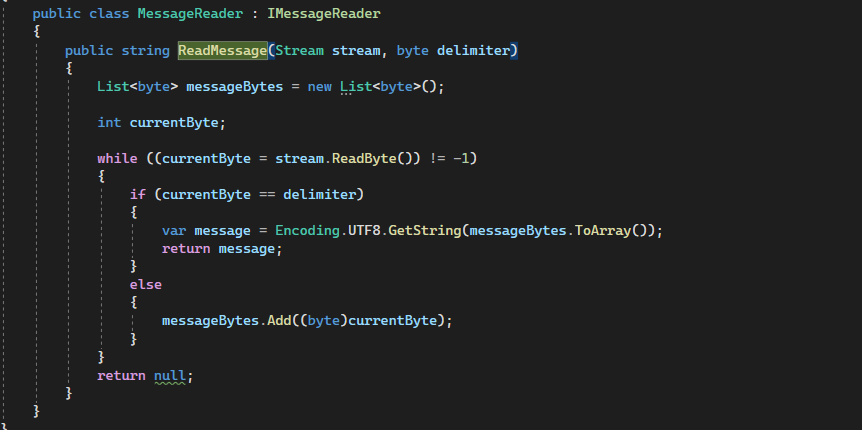 public class MessageReader : IMessageReader
{
public string ReadMessage(Stream stream, byte delimiter)
{
List<byte> messageBytes = new List<byte>();
int currentByte;
while ((currentByte = stream.ReadByte()) != -1)
{
if (currentByte == delimiter)
{
var message = Encoding.UTF8.GetString(messageBytes.ToArray());
return message;
}
else
{
messageBytes.Add((byte)currentByte);
}
}
return null;
}
}
}